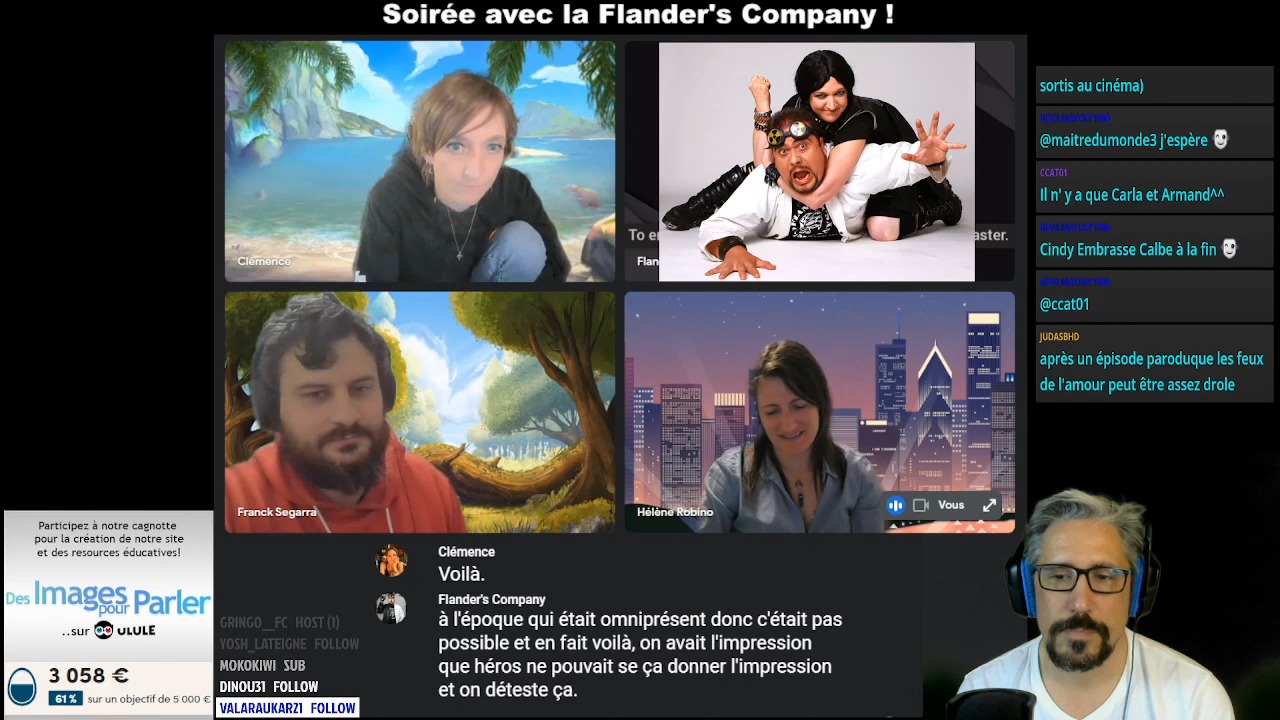 Soirée avec la Flander's Company !
Clémence
To e
aster.
Flan
Franck Segarra
Hélène Robino
Vous
sortis au cinéma)
@maitredumonde3 j'espère
CCAT01
Il n' y a que Carla et Armand^^
Cindy Embrasse Calbe à la fin
@ccat01
JUDASBHD
après un épisode paroduque les feux
de l'amour peut être assez drole
Participez à notre cagnotte
pour la création de notre site
et des resources éducatives!
Des Images
pour Parler
..sur ULULE
3 058 €
61 % sur un objectif de 5 000 €
GRINGO__FC HOST (1)
YOSH_LATEIGNE FOLLOW
MOKOKIWI SUB
DINOU31 FOLLOW
VALARAUKARZ1 FOLLOW
Clémence
Voilà.
Flander's Company
à l'époque qui était omniprésent donc c'était pas
possible et en fait voilà, on avait l'impression
que héros ne pouvait se ça donner l'impression
et on déteste ça.